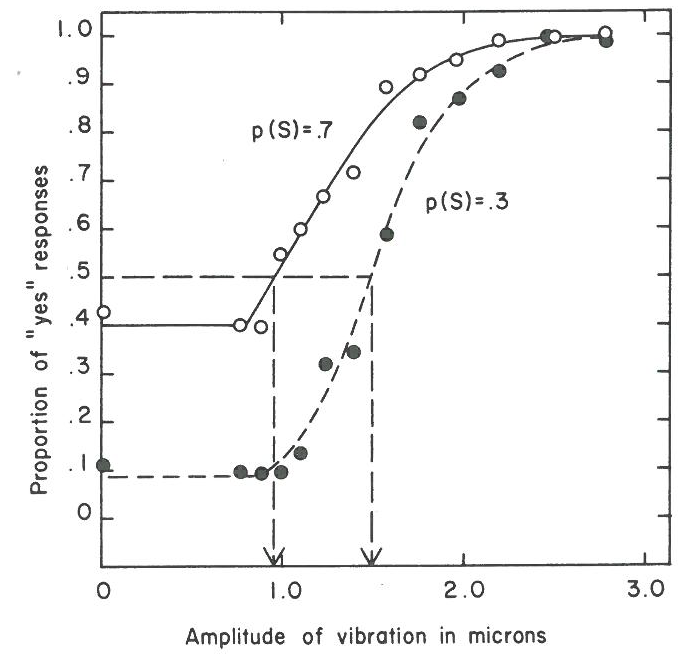 1.0
.9
.8
.7
.6
.5
.4
.3
.2
.1
0
Proportion of "yes" responses
p(S)=.7
p(S)=.3
0 1.0 2.0 3.0
Amplitude of vibration in microns